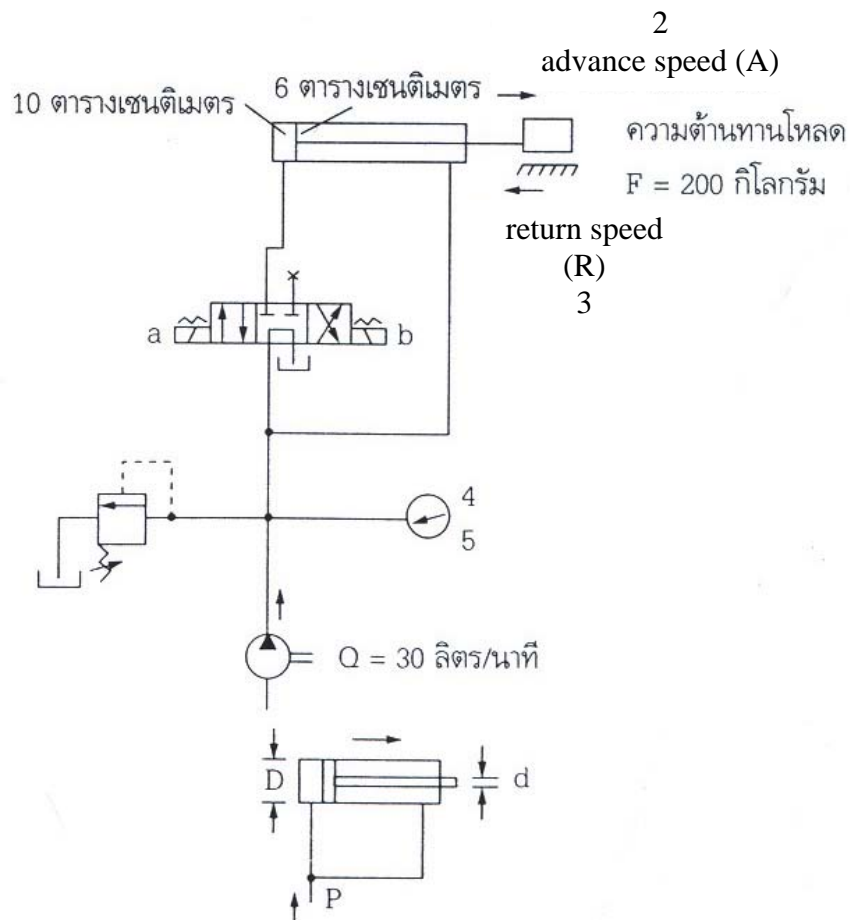 2
advance speed (A)
10 ตารางเซนติเมตร
6 ตารางเซนติเมตร
ความต้านทานโหลด
F = 200 กิโลกรัม
return speed
(R)
3
a
b
4
5
Q = 30 ลิตร/นาที
D
d
P